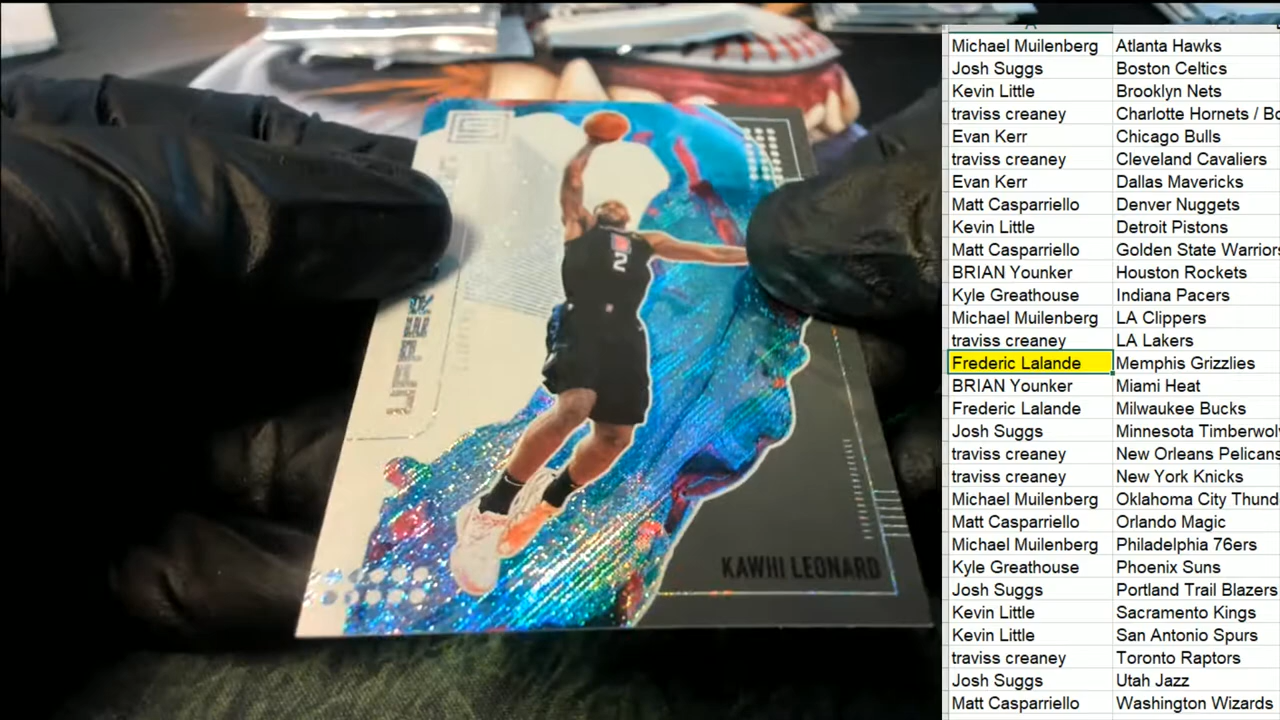 KAWHI LEONARD
2
Michael Muilenberg Atlanta Hawks
Josh Suggs Boston Celtics
Kevin Little Brooklyn Nets
traviss creaney Charlotte Hornets / Bo
Evan Kerr Chicago Bulls
traviss creaney Cleveland Cavaliers
Evan Kerr Dallas Mavericks
Matt Casparriello Denver Nuggets
Kevin Little Detroit Pistons
Matt Casparriello Golden State Warriors
BRIAN Younker Houston Rockets
Kyle Greathouse Indiana Pacers
Michael Muilenberg LA Clippers
traviss creaney LA Lakers
Frederic Lalande Memphis Grizzlies
BRIAN Younker Miami Heat
Frederic Lalande Milwaukee Bucks
Josh Suggs Minnesota Timberwolv
traviss creaney New Orleans Pelicans
traviss creaney New York Knicks
Michael Muilenberg Oklahoma City Thund
Matt Casparriello Orlando Magic
Michael Muilenberg Philadelphia 76ers
Kyle Greathouse Phoenix Suns
Josh Suggs Portland Trail Blazers
Kevin Little Sacramento Kings
Kevin Little San Antonio Spurs
traviss creaney Toronto Raptors
Josh Suggs Utah Jazz
Matt Casparriello Washington Wizards